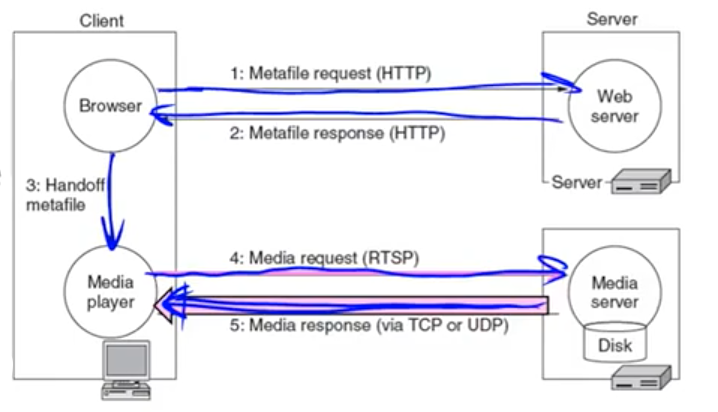 Client
Server
1: Metafile request (HTTP)
Browser
Web
server
2: Metafile response (HTTP)
Server
3: Handoff
metafile
4: Media request (RTSP)
Media
player
Media
server
5: Media response (via TCP or UDP)
Disk